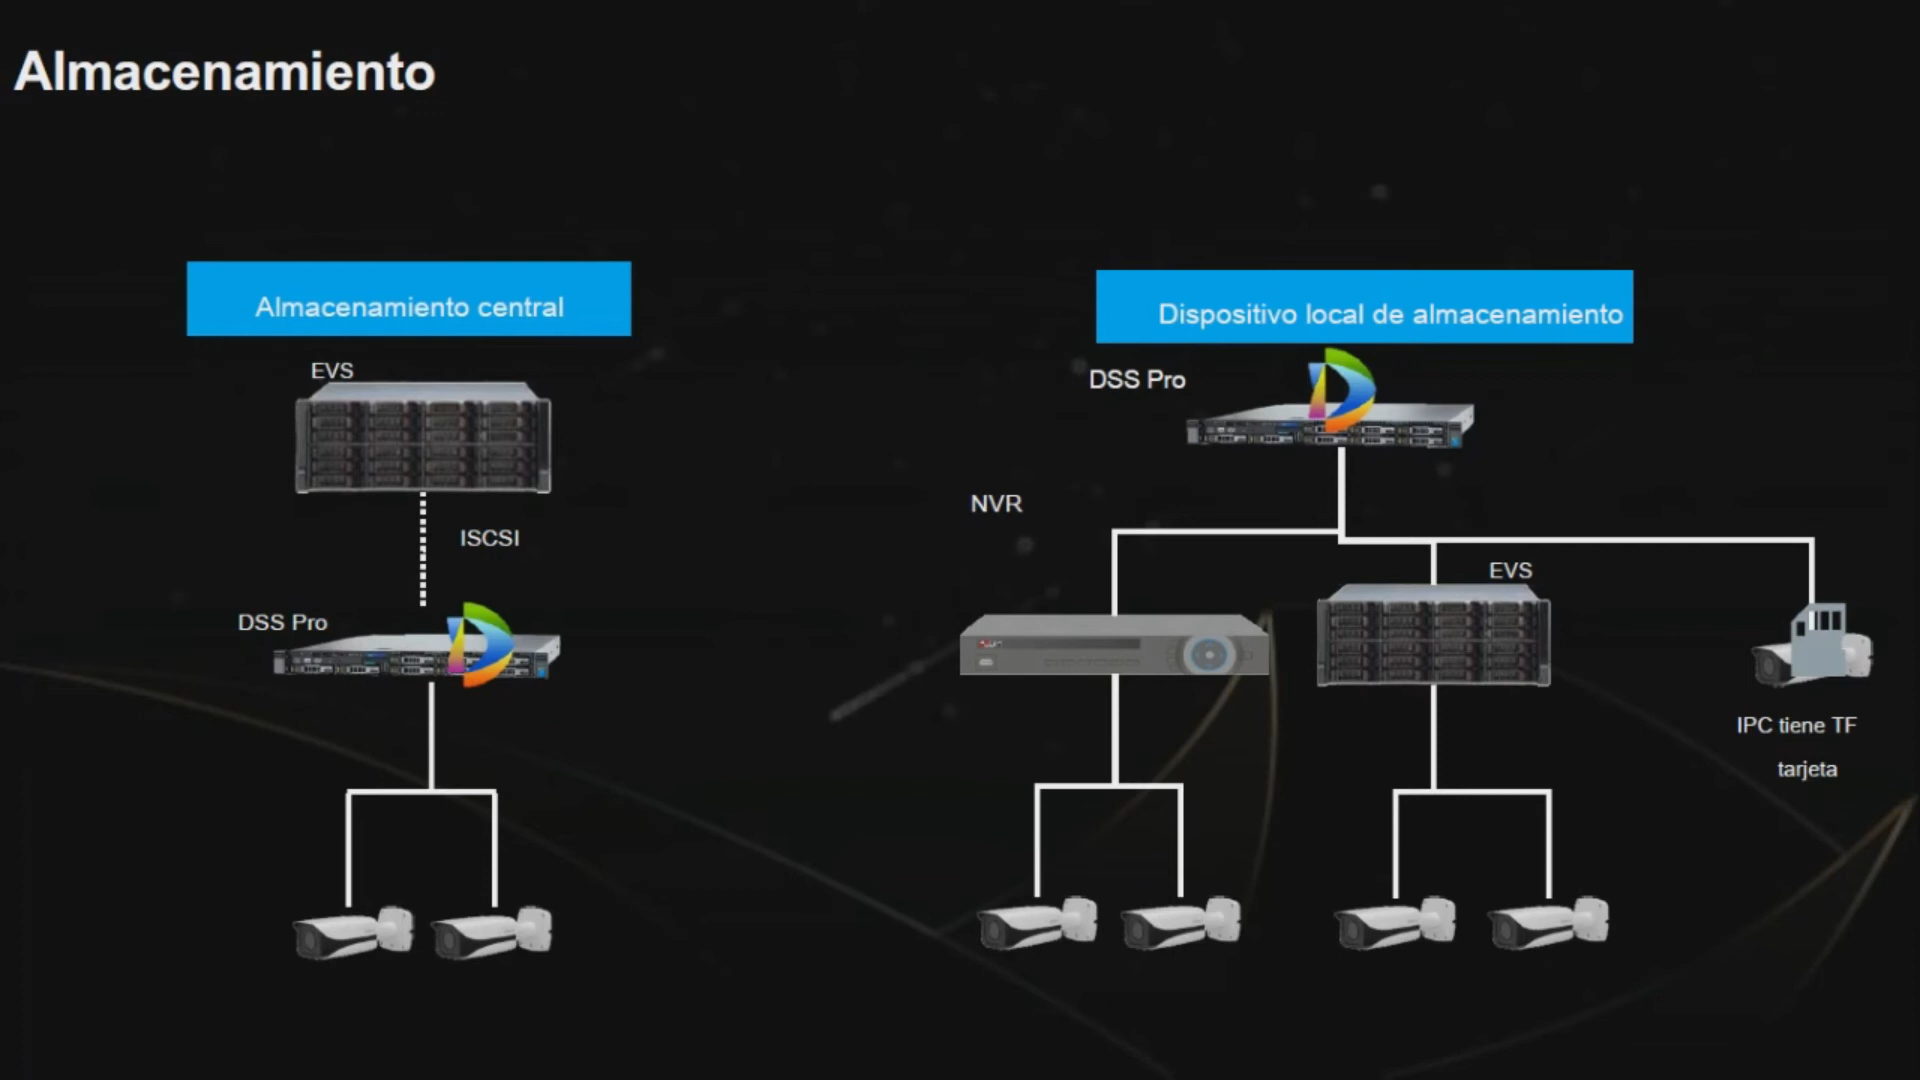 Almacenamiento
Almacenamiento central
EVS
ISCSI
DSS Pro
Dispositivo local de almacenamiento
DSS Pro
NVR
EVS
IPC tiene TF
tarjeta